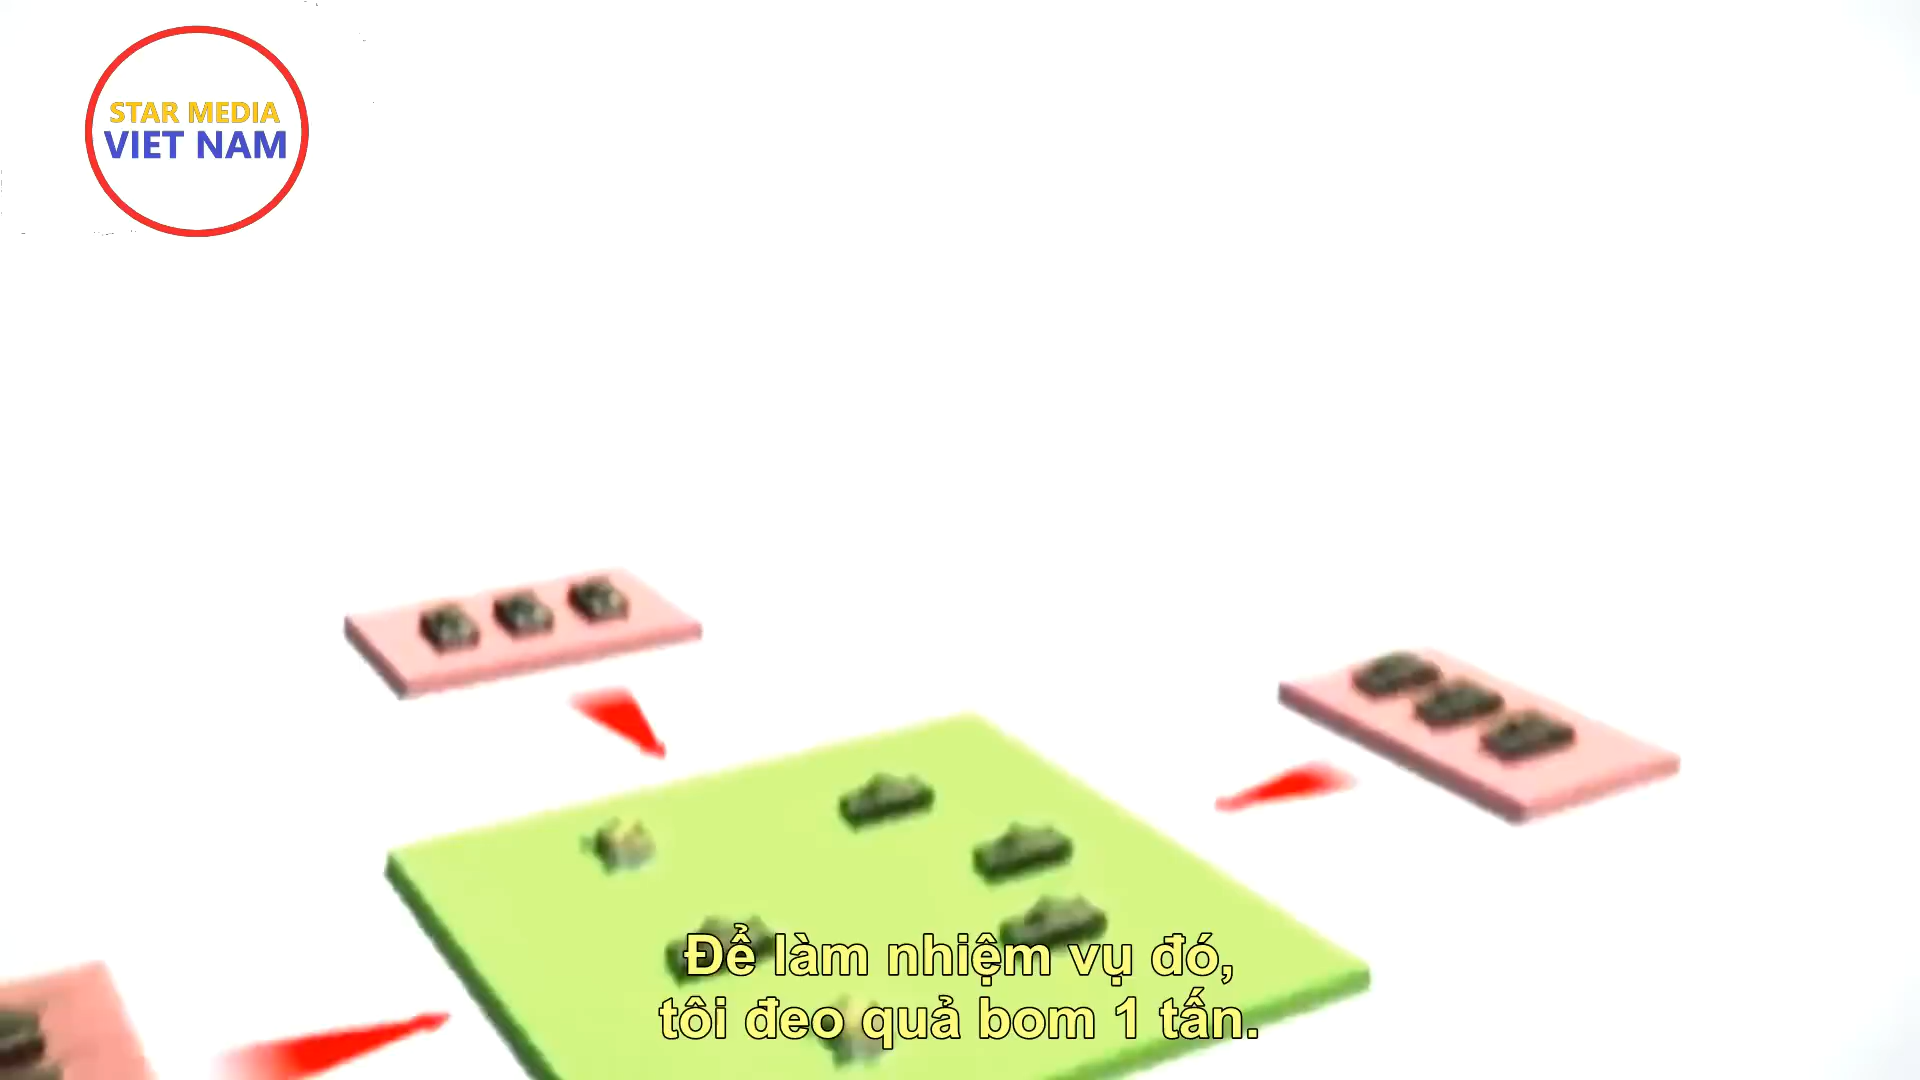 STAR MEDIA
VIET NAM
Để làm nhiệm vụ đó,
tôi đeo quả bom 1 tấn.